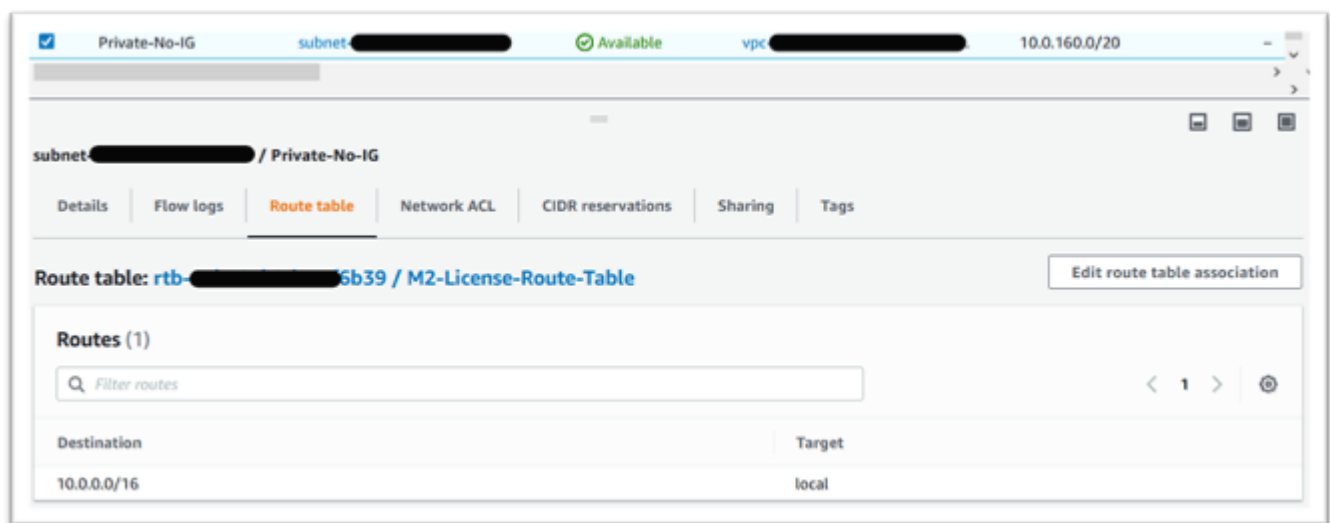 Private-No-IG subnet- Available vpc- 10.0.160.0/20 –
subnet- / Private-No-IG
Details Flow logs Route table Network ACL CIDR reservations Sharing Tags
Route table: rtb- 6b39 / M2-License-Route-Table Edit route table association
Routes (1)
Filter routes 1
Destination Target
10.0.0.0/16 local